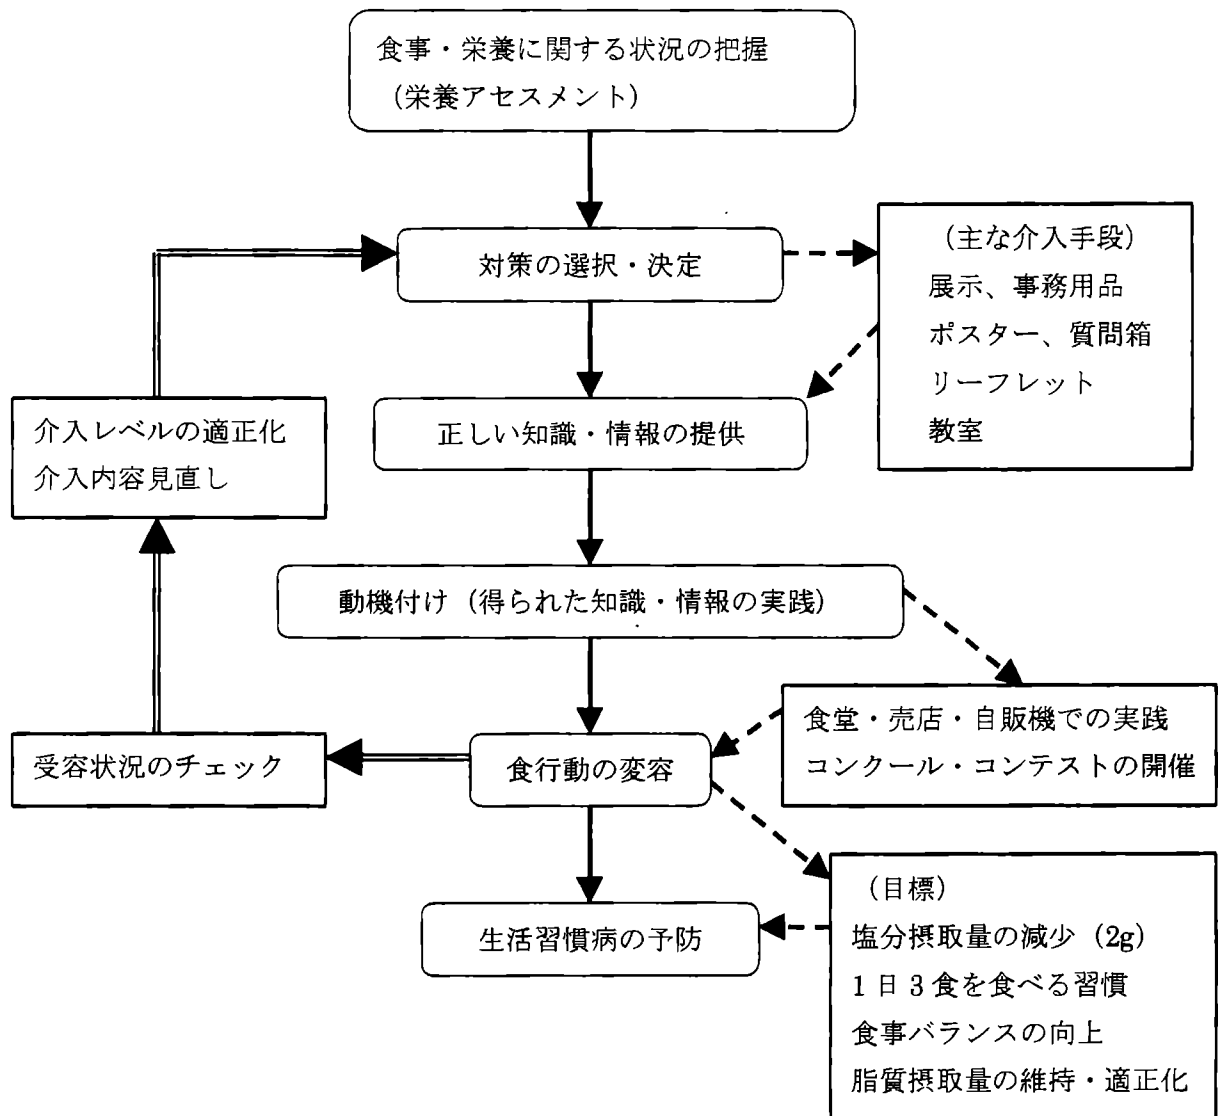 食事・栄養に関する状況の把握
（栄養アセスメント）
対策の選択・決定
（主な介入手段）
展示、事務用品
ポスター、質問箱
リーフレット
教室
正しい知識・情報の提供
介入レベルの適正化
介入内容見直し
動機付け（得られた知識・情報の実践）
食堂・売店・自販機での実践
コンクール・コンテストの開催
受容状況のチェック
食行動の変容
（目標）
塩分摂取量の減少（2g）
1日3食を食べる習慣
食事バランスの向上
脂質摂取量の維持・適正化
生活習慣病の予防